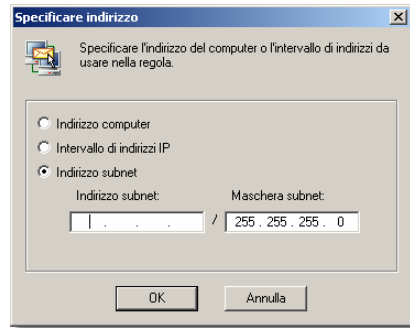 Specificare indirizzo
Specificare l'indirizzo del computer o l'intervallo di indirizzi da
usare nella regola.
Indirizzo computer
Intervallo di indirizzi IP
Indirizzo subnet
Indirizzo subnet: Maschera subnet:
. . . / 255 . 255 . 255 . 0
OK Annulla